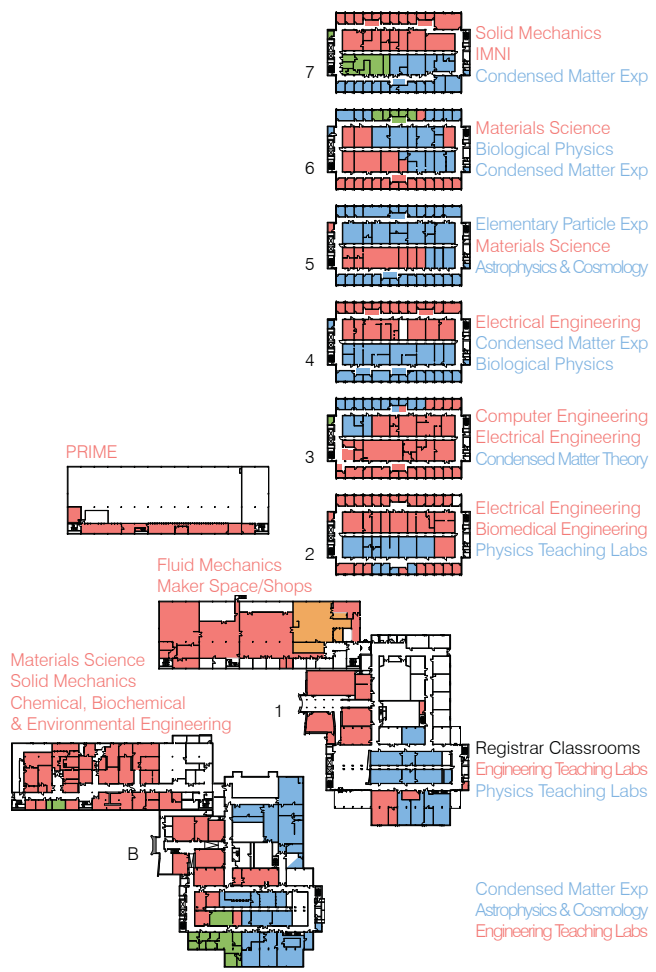 Solid Mechanics
IMNI
7
Condensed Matter Exp
Materials Science
Biological Physics
6
Condensed Matter Exp
Elementary Particle Exp
Materials Science
5
Astrophysics & Cosmology
Electrical Engineering
Condensed Matter Exp
4
Biological Physics
Computer Engineering
Electrical Engineering
3
Condensed Matter Theory
PRIME
Electrical Engineering
Biomedical Engineering
2
Physics Teaching Labs
Fluid Mechanics
Maker Space/Shops
Materials Science
Solid Mechanics
Chemical, Biochemical
& Environmental Engineering
1
Registrar Classrooms
Engineering Teaching Labs
Physics Teaching Labs
B
Condensed Matter Exp
Astrophysics & Cosmology
Engineering Teaching Labs